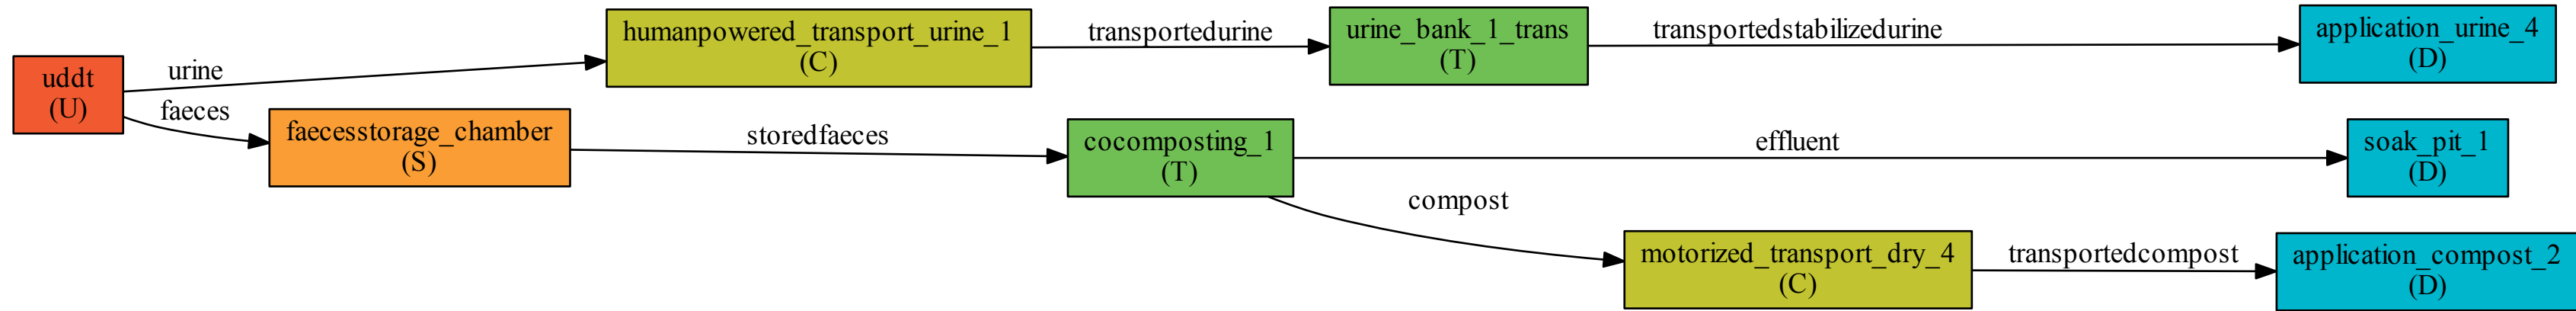 uddt
(U)
urine
faeces
humanpowered_transport_urine_1
(C)
transportedurine
urine_bank_1_trans
(T)
transportedstabilizedurine
application_urine_4
(D)
faecesstorage_chamber
(S)
storedfaeces
cocomposting_1
(T)
effluent
soak_pit_1
(D)
compost
motorized_transport_dry_4
(C)
transportedcompost
application_compost_2
(D)